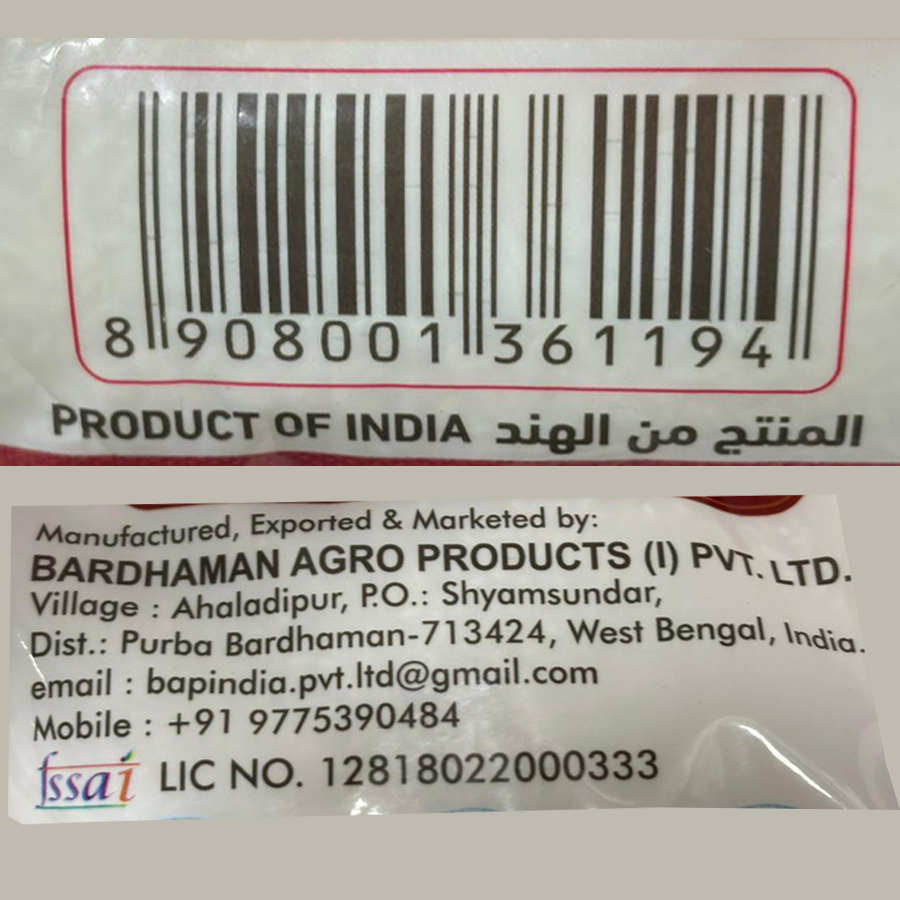 8 908001 361194
PRODUCT OF INDIA المنتج من الهند
Manufactured, Exported & Marketed by:
BARDHAMAN AGRO PRODUCTS (I) PVT. LTD.
Village : Ahaladipur, P.O.: Shyamsundar,
Dist.: Purba Bardhaman-713424, West Bengal, India.
email : bapindia.pvt.ltd@gmail.com
Mobile : +91 9775390484
fssai LIC NO. 12818022000333